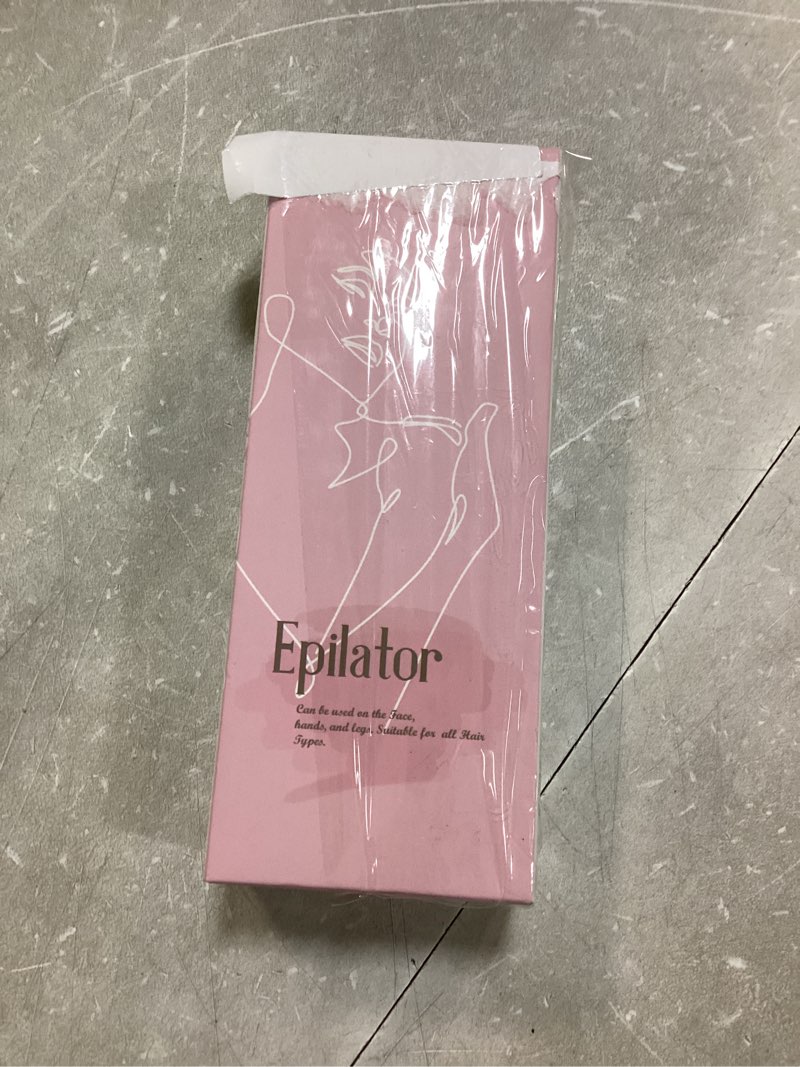 Epilator
Can be used on the Face,
hands, and legs. Suitable for all Hair
Types.